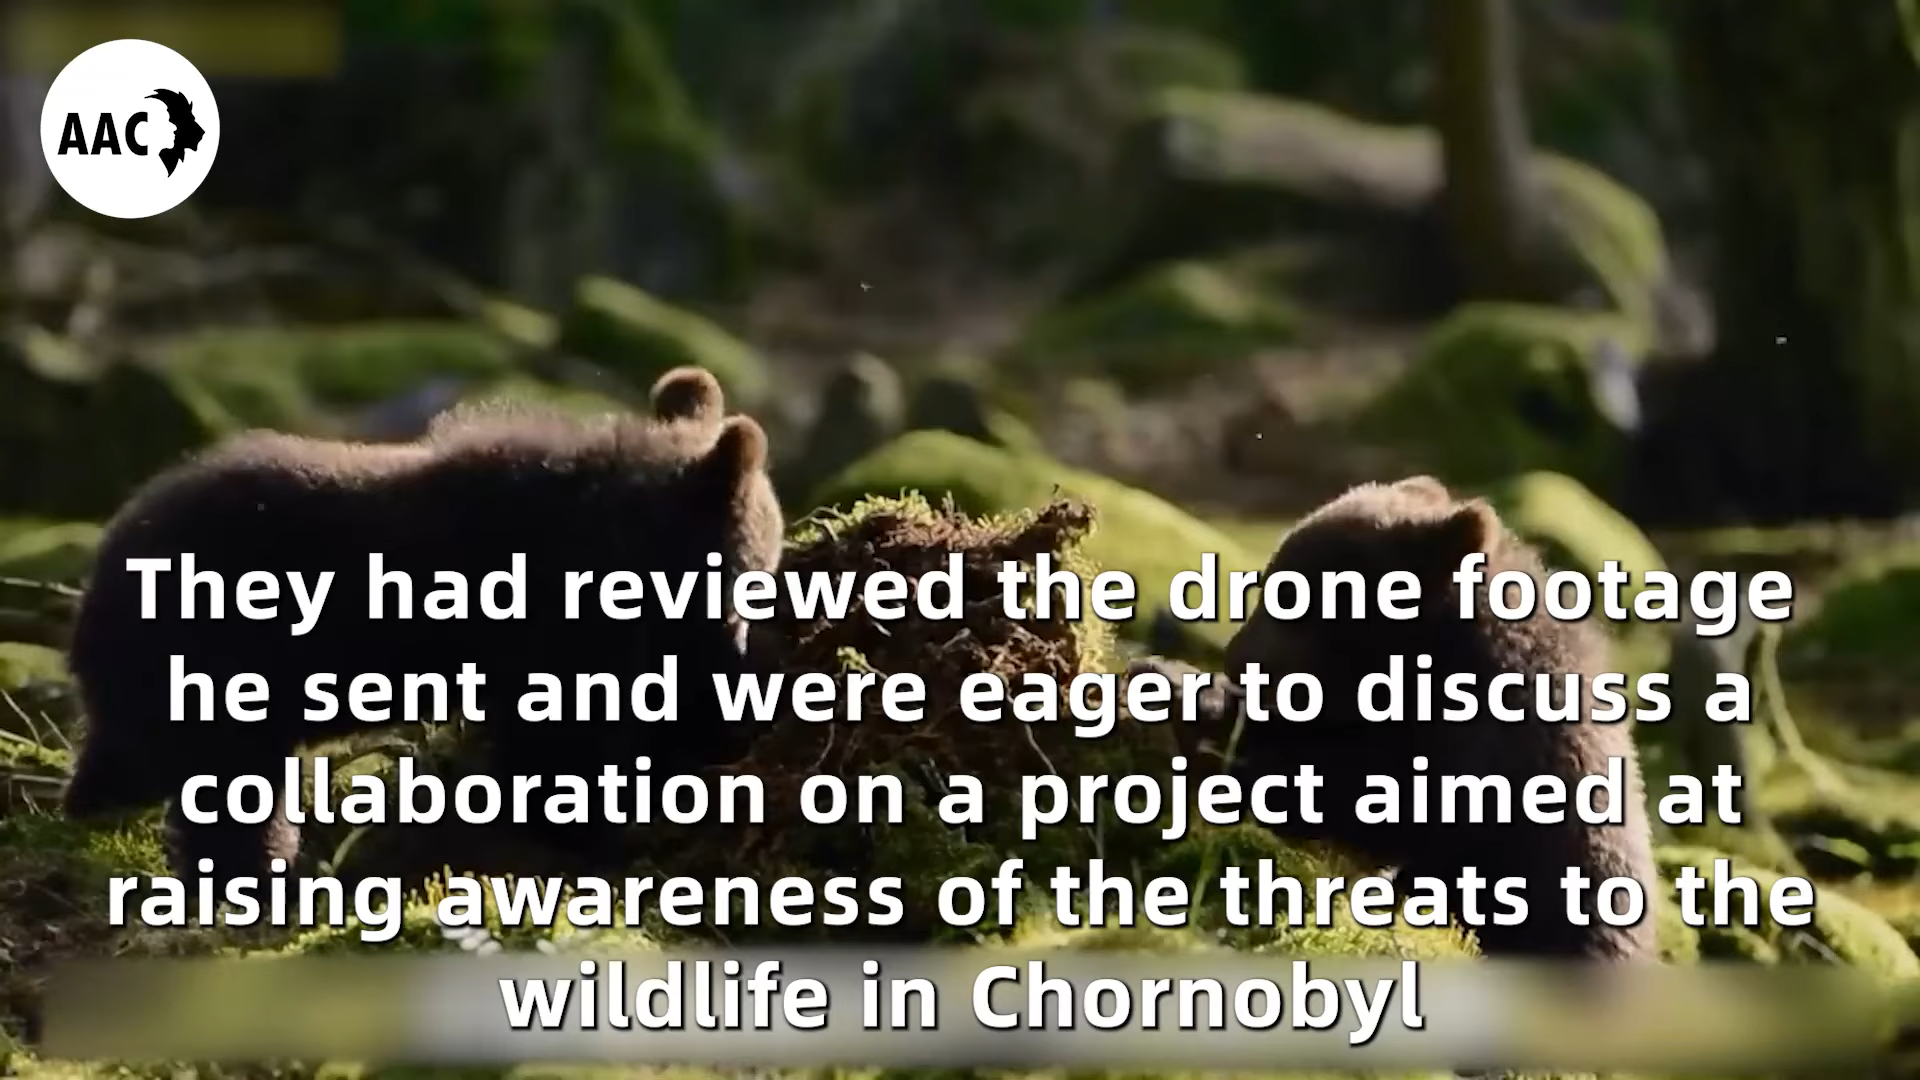 AAC
They had reviewed the drone footage
he sent and were eager to discuss a
collaboration on a project aimed at
raising awareness of the threats to the
wildlife in Chornobyl